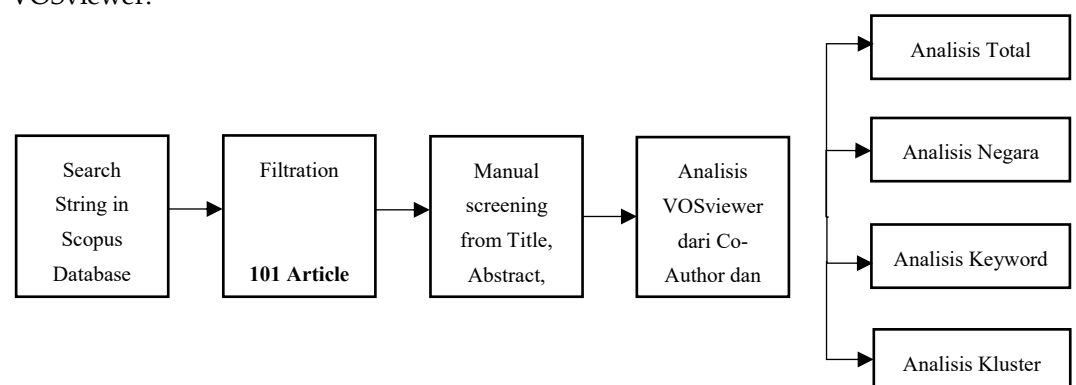 VOSviewer.
Search
String in
Scopus
Database
Filtration
101 Article
Manual
screening
from Title,
Abstract,
Analisis
VOSviewer
dari Co-
Author dan
Analisis Total
Analisis Negara
Analisis Keyword
Analisis Kluster